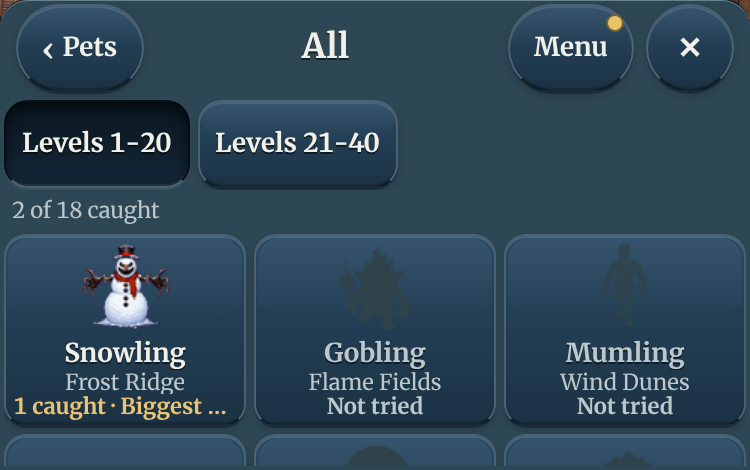 ‹ Pets
All
Menu
×
Levels 1-20
Levels 21-40
2 of 18 caught
Snowling
Frost Ridge
1 caught · Biggest ...
Gobling
Flame Fields
Not tried
Mumling
Wind Dunes
Not tried